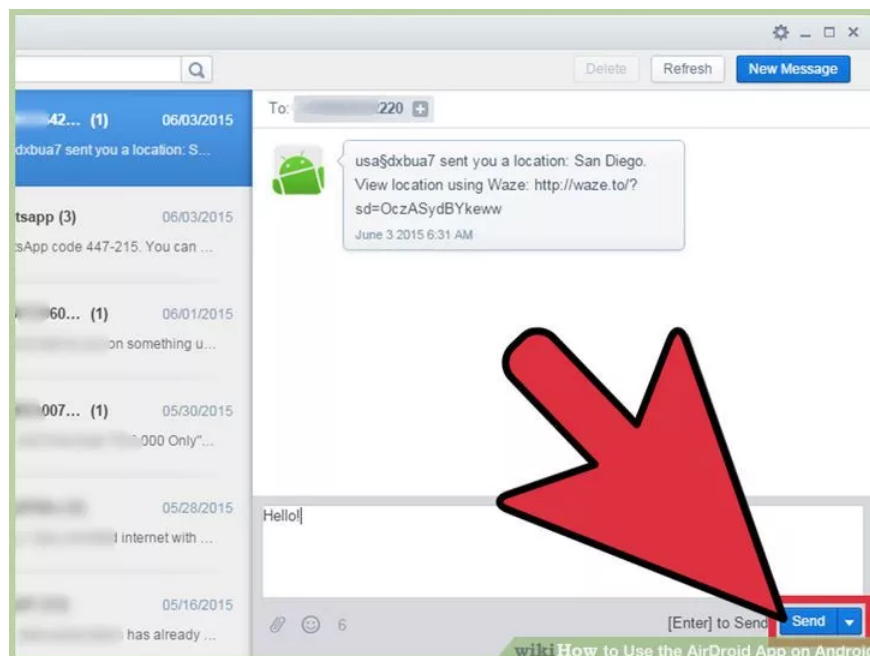 Delete
Refresh
New Message
42... (1)
06/03/2015
dxbua7 sent you a location: S...
tsapp (3)
06/03/2015
sApp code 447-215. You can ...
60... (1)
06/01/2015
on something u...
007... (1)
05/30/2015
000 Only"...
05/28/2015
internet with ...
05/16/2015
has already ...
To:
220
usa§dxbua7 sent you a location: San Diego.
View location using Waze: http://waze.to/?
sd=OczASydBYkeww
June 3 2015 6:31 AM
Hello!
6
[Enter] to Send
Send
wikiHow to Use the AirDroid App on Android